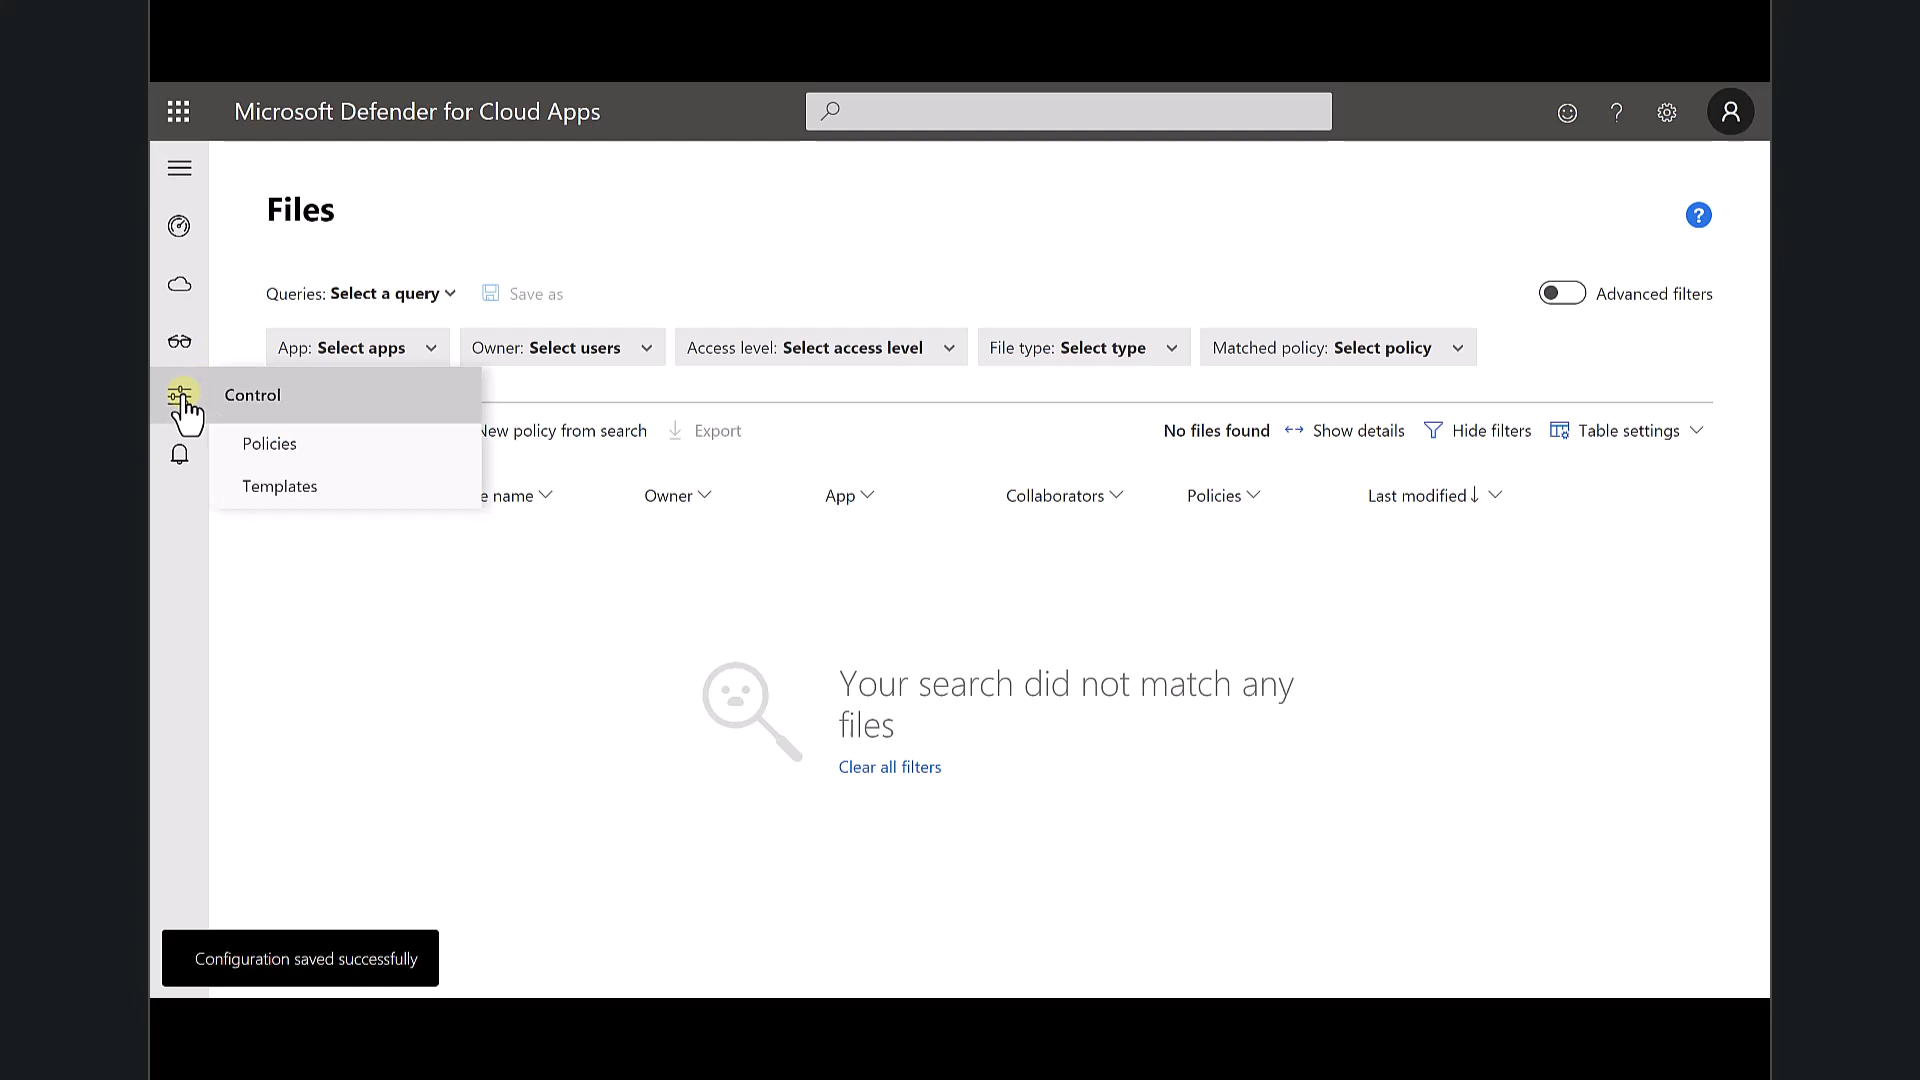 Microsoft Defender for Cloud Apps
Files
Queries: Select a query
Save as
Advanced filters
App: Select apps
Owner: Select users
Access level: Select access level
File type: Select type
Matched policy: Select policy
Control
Policies
Templates
New policy from search
Export
No files found
Show details
Hide filters
Table settings
e name
Owner
App
Collaborators
Policies
Last modified
Your search did not match any
files
Clear all filters
Configuration saved successfully